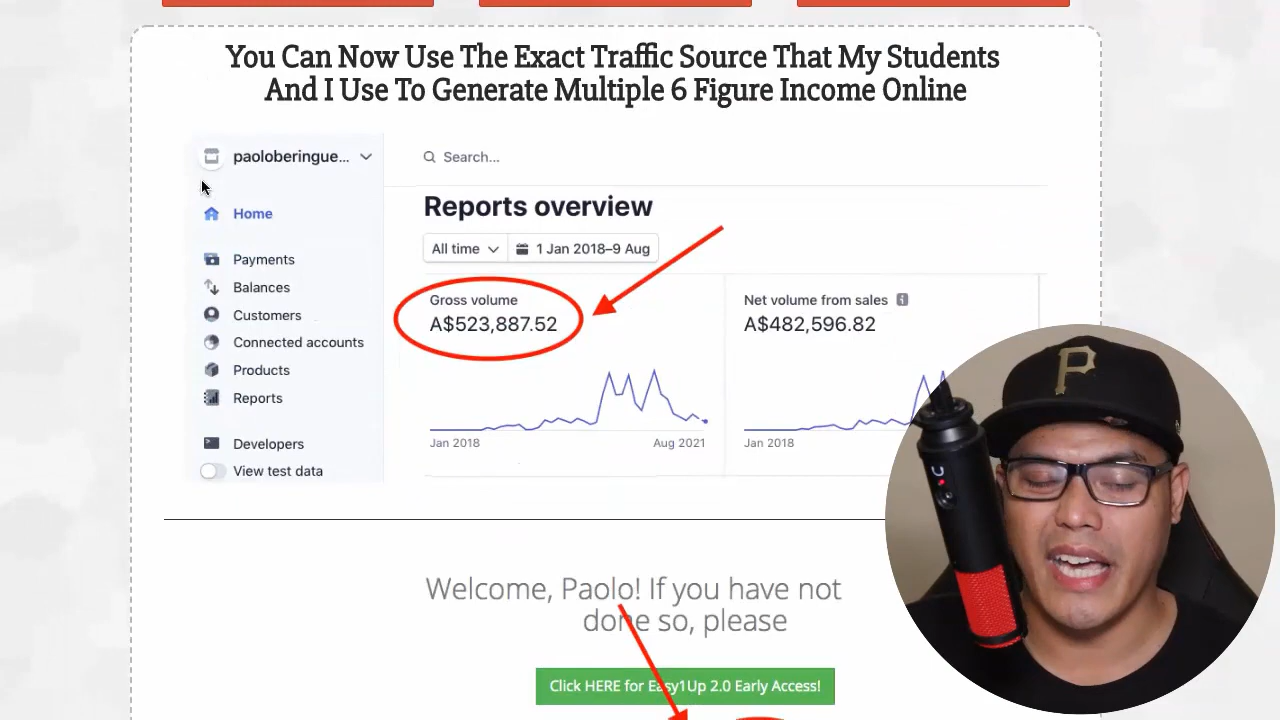 You Can Now Use The Exact Traffic Source That My Students
And I Use To Generate Multiple 6 Figure Income Online
paoloberingue...
Search...
Home
Reports overview
All time
1 Jan 2018–9 Aug
Payments
Balances
Customers
Connected accounts
Products
Reports
Developers
View test data
Gross volume
A$523,887.52
Net volume from sales
A$482,596.82
Jan 2018
Aug 2021
Jan 2018
P
Welcome, Paolo! If you have not
done so, please
Click HERE for Easy1Up 2.0 Early Access!